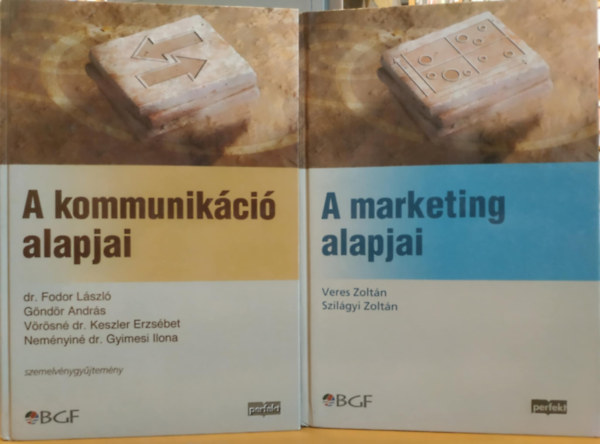 A kommunikáció
alapjai
dr. Fodor László
Göndör András
Vörösné dr. Keszler Erzsébet
Neményiné dr. Gyimesi Ilona
szemelvénygyűjtemény
BGF
perfekt
A marketing
alapjai
Veres Zoltán
Szilágyi Zoltán
BGF
perfekt